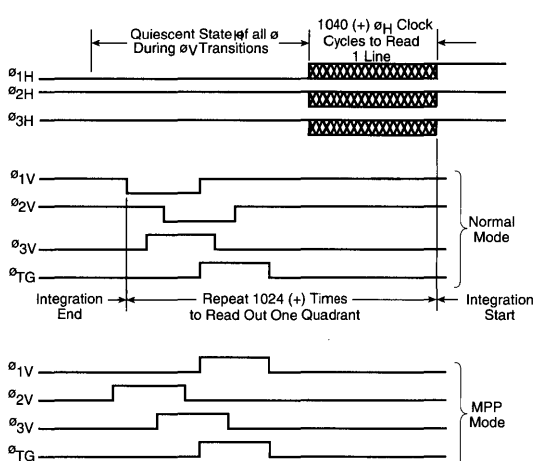 Quiescent State of all øH
During øV Transitions
1040 (+) øH Clock
Cycles to Read
1 Line
ø1H
ø2H
ø3H
ø1V
ø2V
ø3V
øTG
Normal
Mode
Integration
End
Repeat 1024 (+) Times
to Read Out One Quadrant
Integration
Start
ø1V
ø2V
ø3V
øTG
MPP
Mode